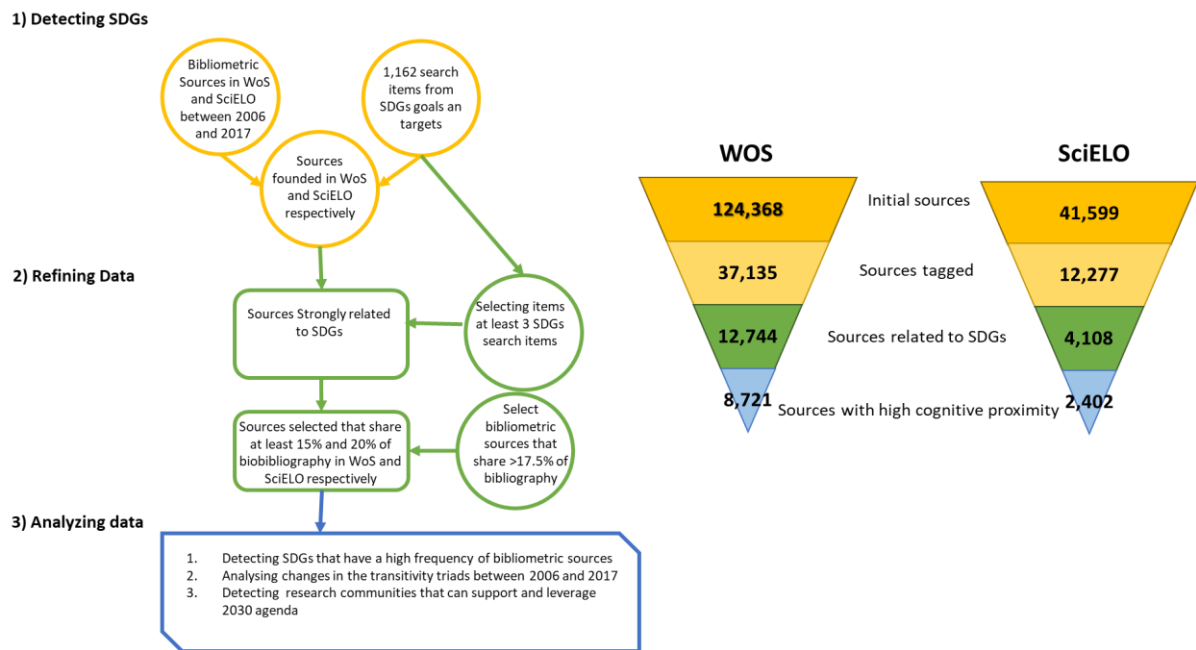 1) Detecting SDGs
Bibliometric
Sources in WoS
and SciELO
between 2006
and 2017
1,162 search
items from
SDGs goals an
targets
Sources
founded in WoS
and SciELO
respectively
2) Refining Data
Sources Strongly related
to SDGs
Selecting items
at least 3 SDGs
search items
Sources selected that share
at least 15% and 20% of
biobibliography in WoS and
SciELO respectively
Select
bibliometric
sources that
share >17.5% of
bibliography
3) Analyzing data
1. Detecting SDGs that have a high frequency of bibliometric sources
2. Analysing changes in the transitivity triads between 2006 and 2017
3. Detecting research communities that can support and leverage
2030 agenda
WOS
SciELO
124,368
Initial sources
41,599
37,135
Sources tagged
12,277
12,744
Sources related to SDGs
4,108
8,721
Sources with high cognitive proximity
2,402